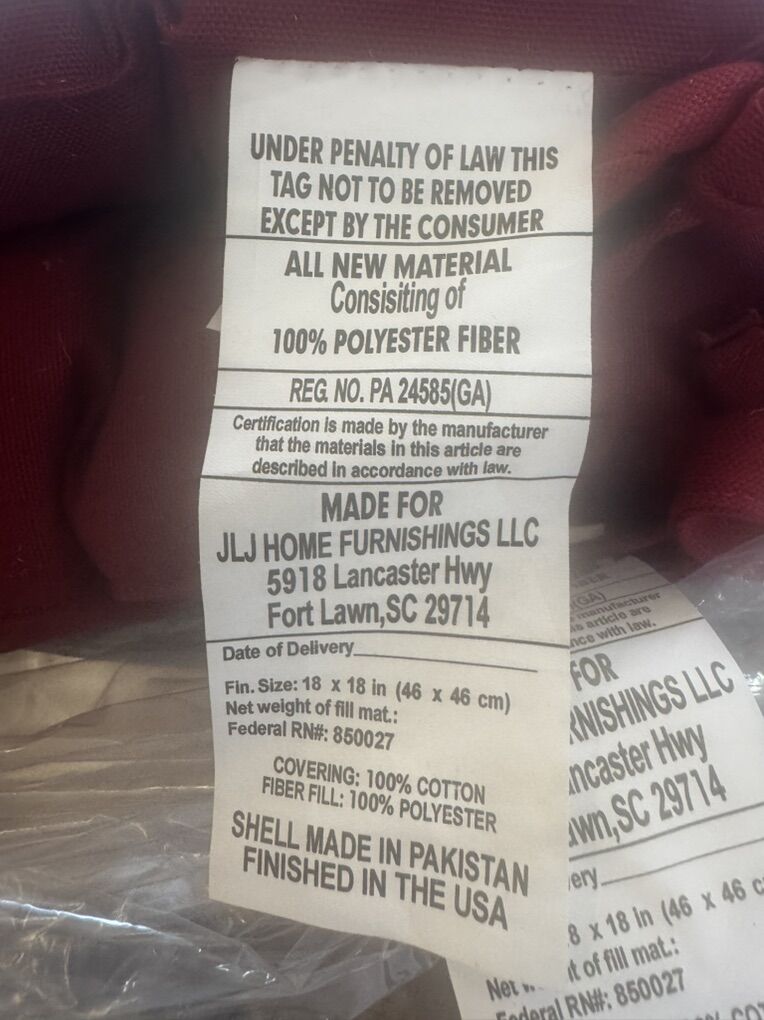 UNDER PENALTY OF LAW THIS
TAG NOT TO BE REMOVED
EXCEPT BY THE CONSUMER
ALL NEW MATERIAL
Consisiting of
100% POLYESTER FIBER
REG. NO. PA 24585(GA)
Certification is made by the manufacturer
that the materials in this article are
described in accordance with law.
MADE FOR
JLJ HOME FURNISHINGS LLC
5918 Lancaster Hwy
Fort Lawn,SC 29714
Date of Delivery
Fin. Size: 18 x 18 in (46 x 46 cm)
Net weight of fill mat.:
Federal RN#: 850027
COVERING: 100% COTTON
FIBER FILL: 100% POLYESTER
SHELL MADE IN PAKISTAN
FINISHED IN THE USA
(GA)
manufacturer
article are
with law.
FOR
RNISHINGS LLC
ncaster Hwy
wn,SC 29714
ery
8 x 18 in (46 x 46 c
Net
t of fill mat.:
Federal RN#: 850027